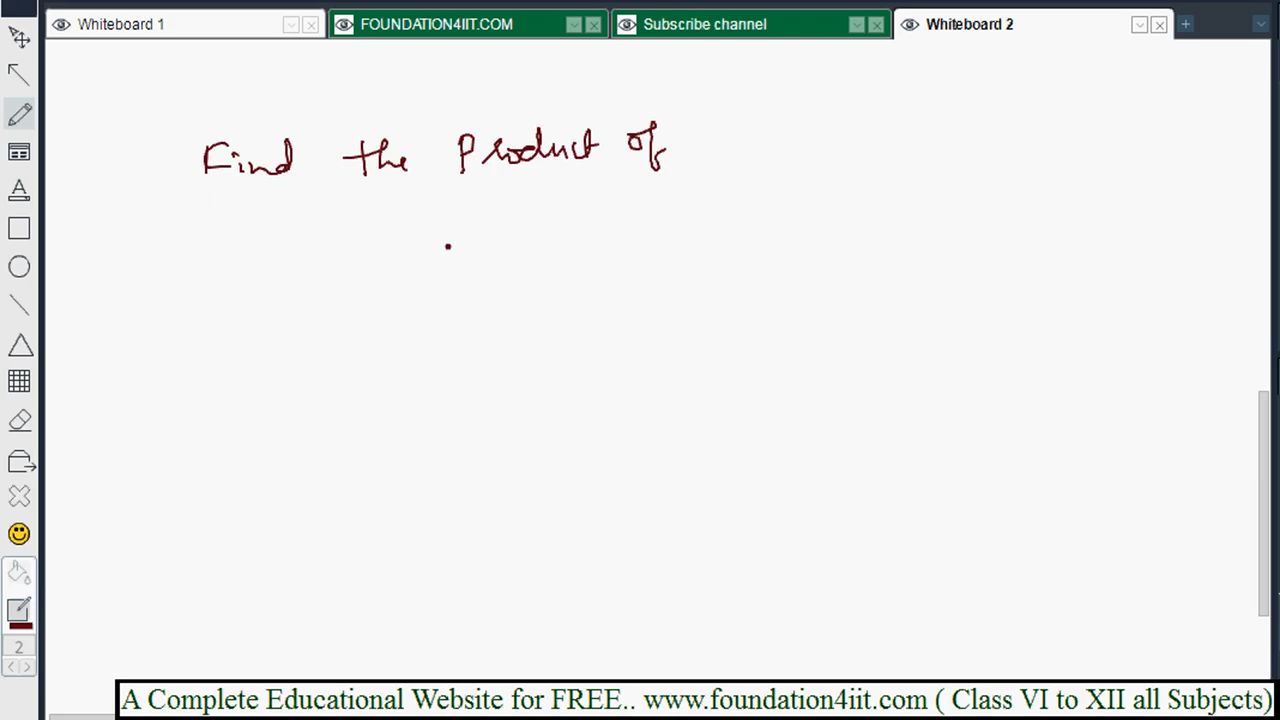 Whiteboard 1 FOUNDATION4IIT.COM Subscribe channel Whiteboard 2
Find the Product of
2
A Complete Educational Website for FREE.. www.foundation4iit.com ( Class VI to XII all Subjects)